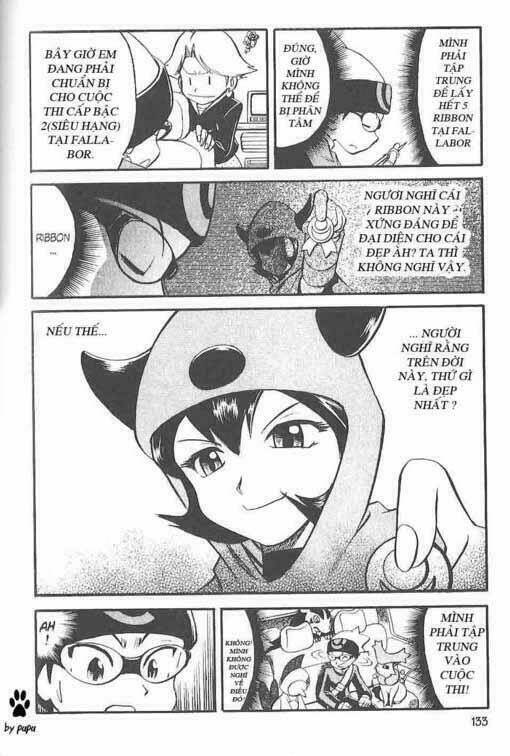 MÌNH
PHẢI
TẬP
TRUNG
ĐỂ LẤY
HẾT 5
RIBBON
TẠI FAL-
LABOR
ĐÚNG,
GIỜ
MÌNH
KHÔNG
THỂ ĐỂ
BỊ PHÂN
TÂM
BÂY GIỜ EM
ĐANG PHẢI
CHUẨN BỊ
CHO CUỘC
THI CẤP BẬC
2(SIÊU HẠNG)
TẠI FALLA-
BOR.
NGƯƠI NGHĨ CÁI
RIBBON NÀY
XỨNG ĐÁNG ĐỂ
ĐẠI DIỆN CHO CÁI
ĐẸP ÀH? TA THÌ
KHÔNG NGHĨ VẬY.
RIBBON
...
... NGƯỜI
NGHĨ RẰNG
TRÊN ĐỜI
NÀY, THỨ GÌ
LÀ ĐẸP
NHẤT ?
NẾU THẾ...
MÌNH
PHẢI TẬP
TRUNG
VÀO
CUỘC
THI!
KHÔNG!
MÌNH
KHÔNG
ĐƯỢC
NGHĨ VỀ
ĐIỀU
ĐÓ!
AH
!
by papa
133